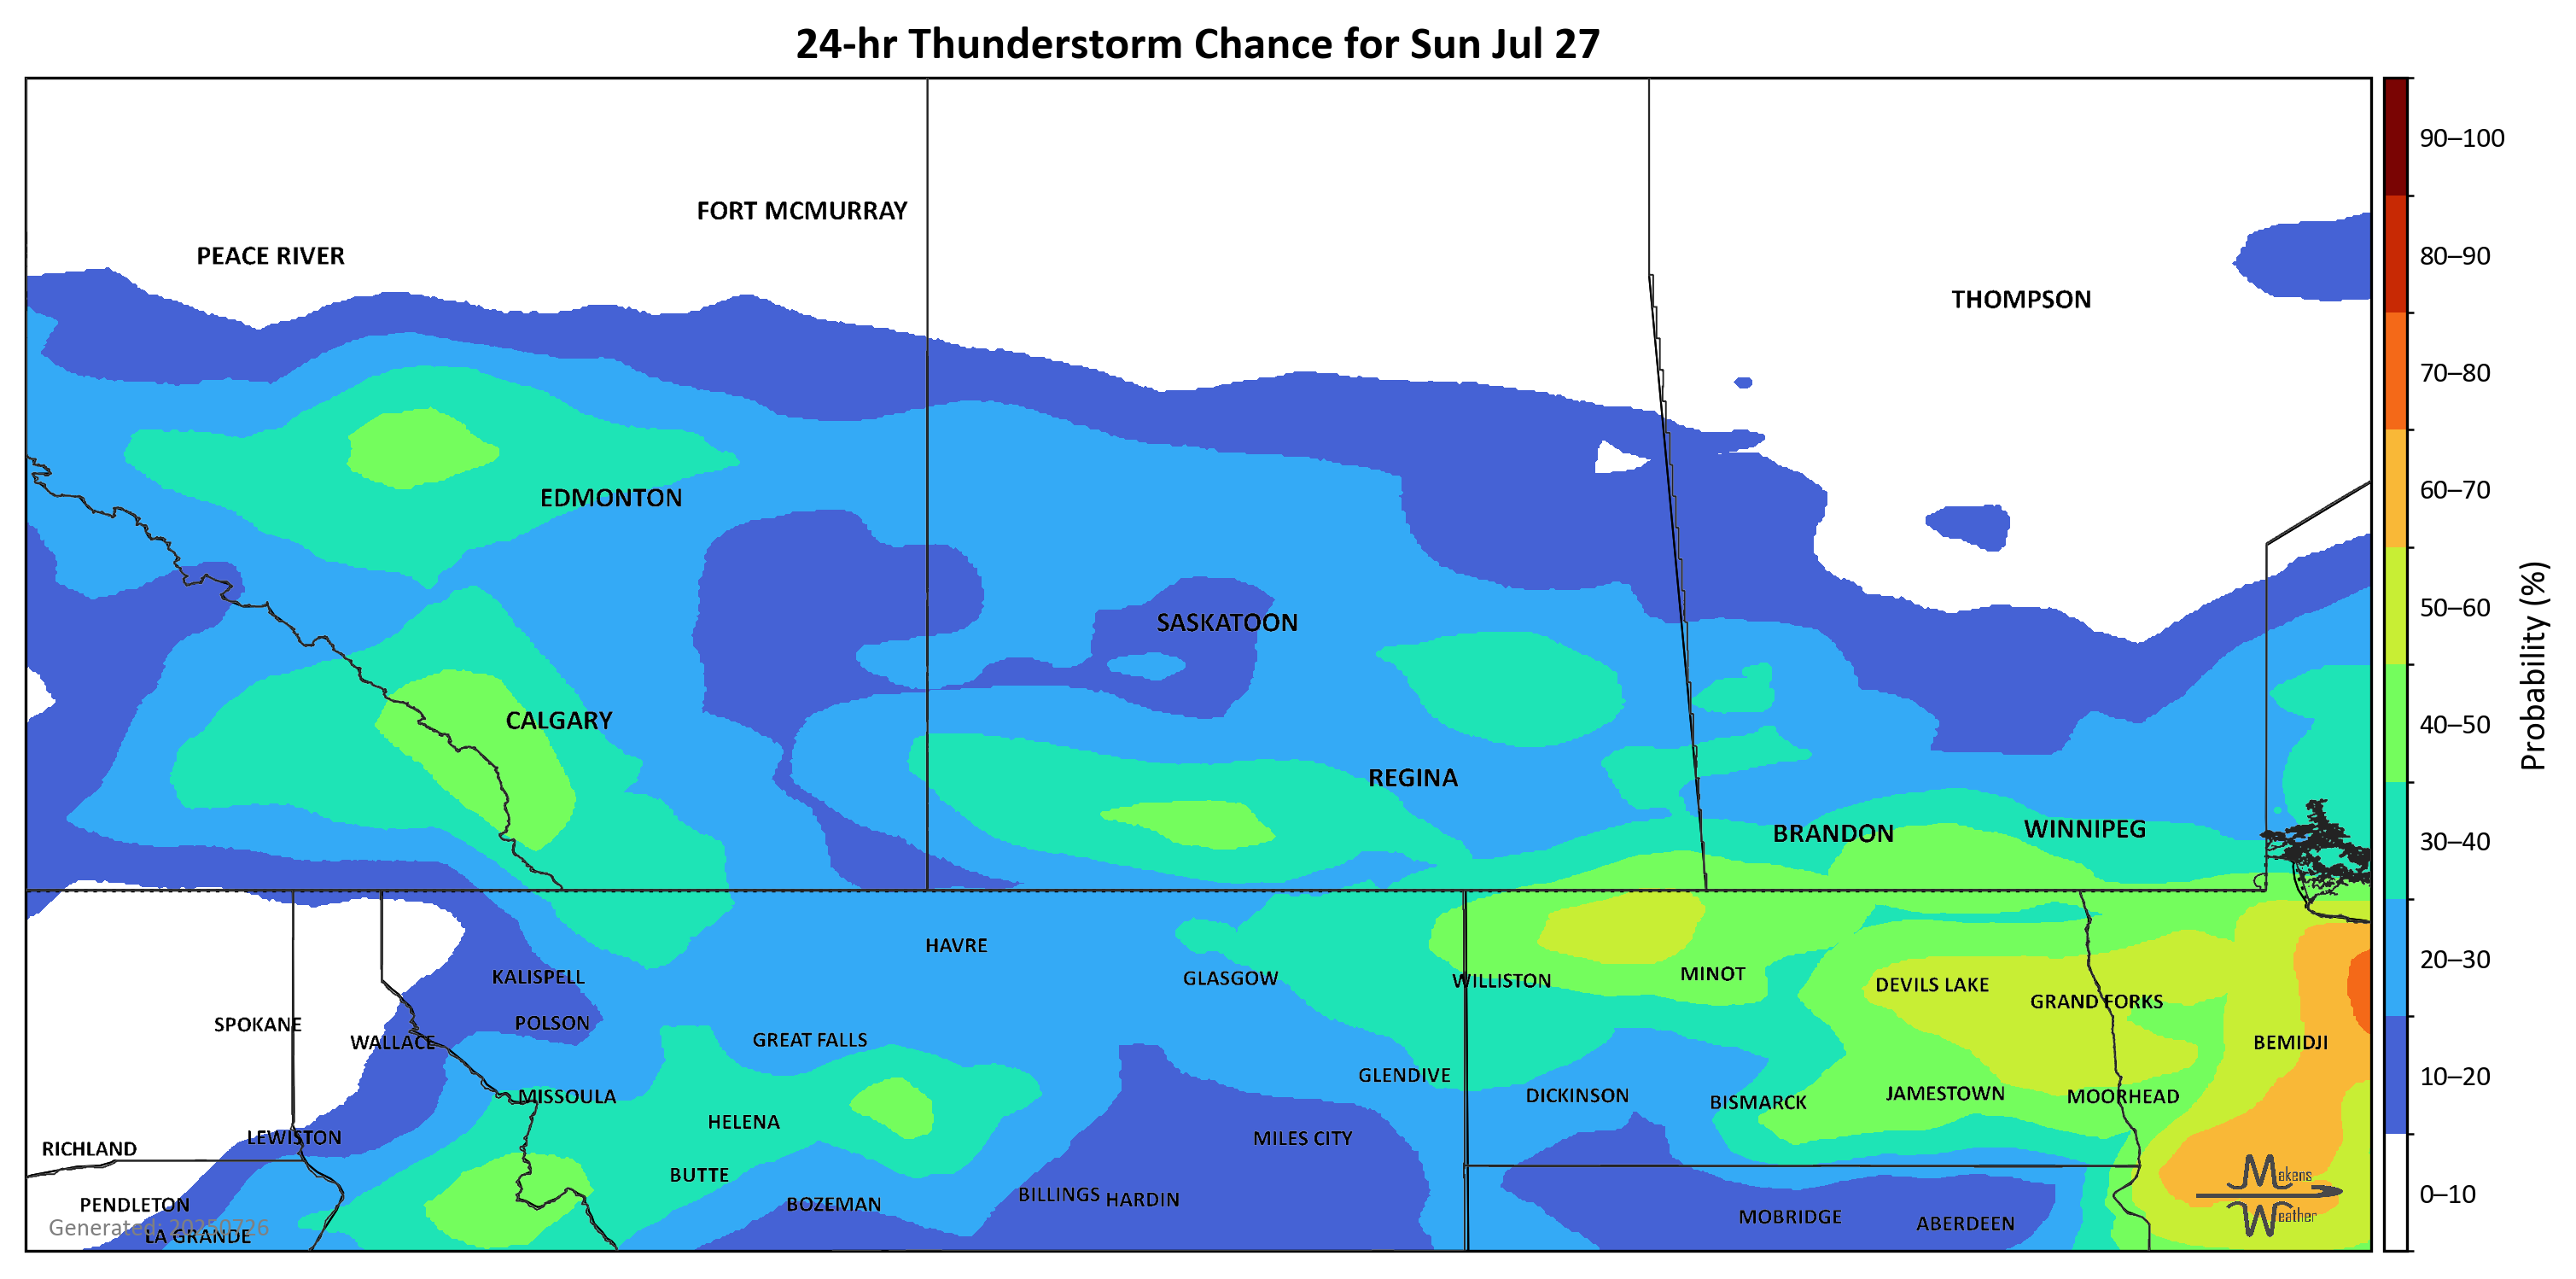 24-hr Thunderstorm Chance for Sun Jul 27
90–100
FORT MCMURRAY
PEACE RIVER
80–90
THOMPSON
70–80
60–70
EDMONTON
50–60
SASKATOON
Probability (%)
CALGARY
40–50
REGINA
WINNIPEG
BRANDON
30–40
HAVRE
20–30
MINOT
KALISPELL
GLASGOW
WILLISTON
DEVILS LAKE
GRAND FORKS
POLSON
SPOKANE
GREAT FALLS
WALLACE
BEMIDJI
GLENDIVE
10–20
JAMESTOWN
DICKINSON
MISSOULA
MOORHEAD
BISMARCK
HELENA
LEWISTON
MILES CITY
RICHLAND
BUTTE
Makens
BILLINGS
HARDIN
0–10
BOZEMAN
PENDLETON
Weather
MOBRIDGE
ABERDEEN
Generated: 20250726
LA GRANDE